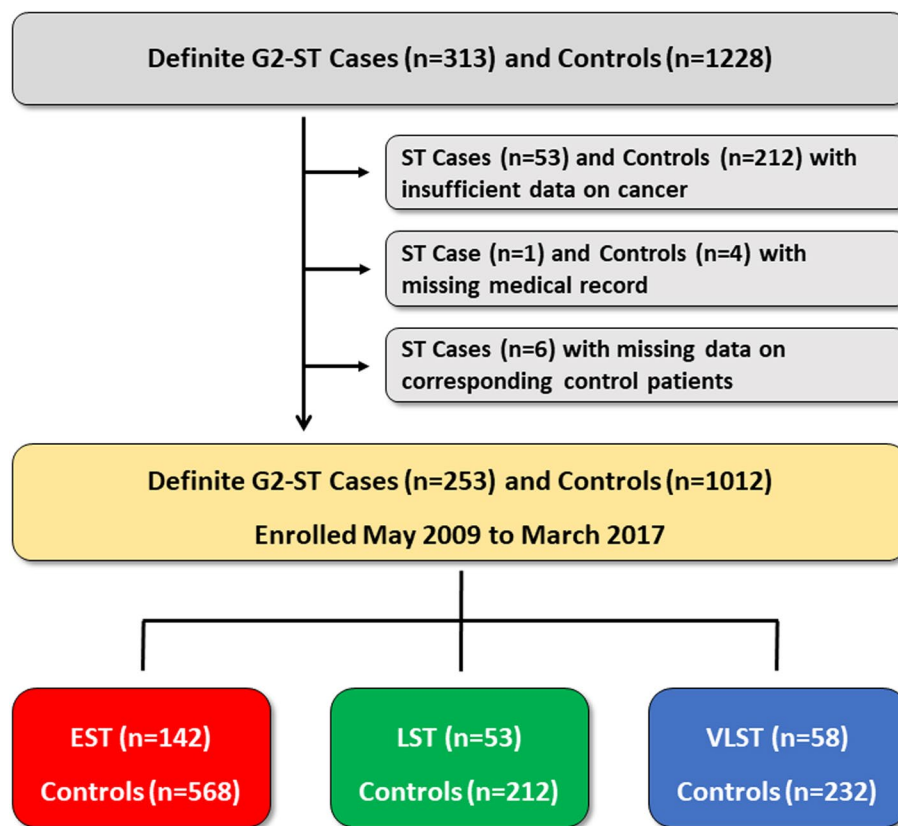 Definite G2-ST Cases (n=313) and Controls (n=1228)
ST Cases (n=53) and Controls (n=212) with
insufficient data on cancer
ST Case (n=1) and Controls (n=4) with
missing medical record
ST Cases (n=6) with missing data on
corresponding control patients
Definite G2-ST Cases (n=253) and Controls (n=1012)
Enrolled May 2009 to March 2017
EST (n=142)
Controls (n=568)
LST (n=53)
Controls (n=212)
VLST (n=58)
Controls (n=232)